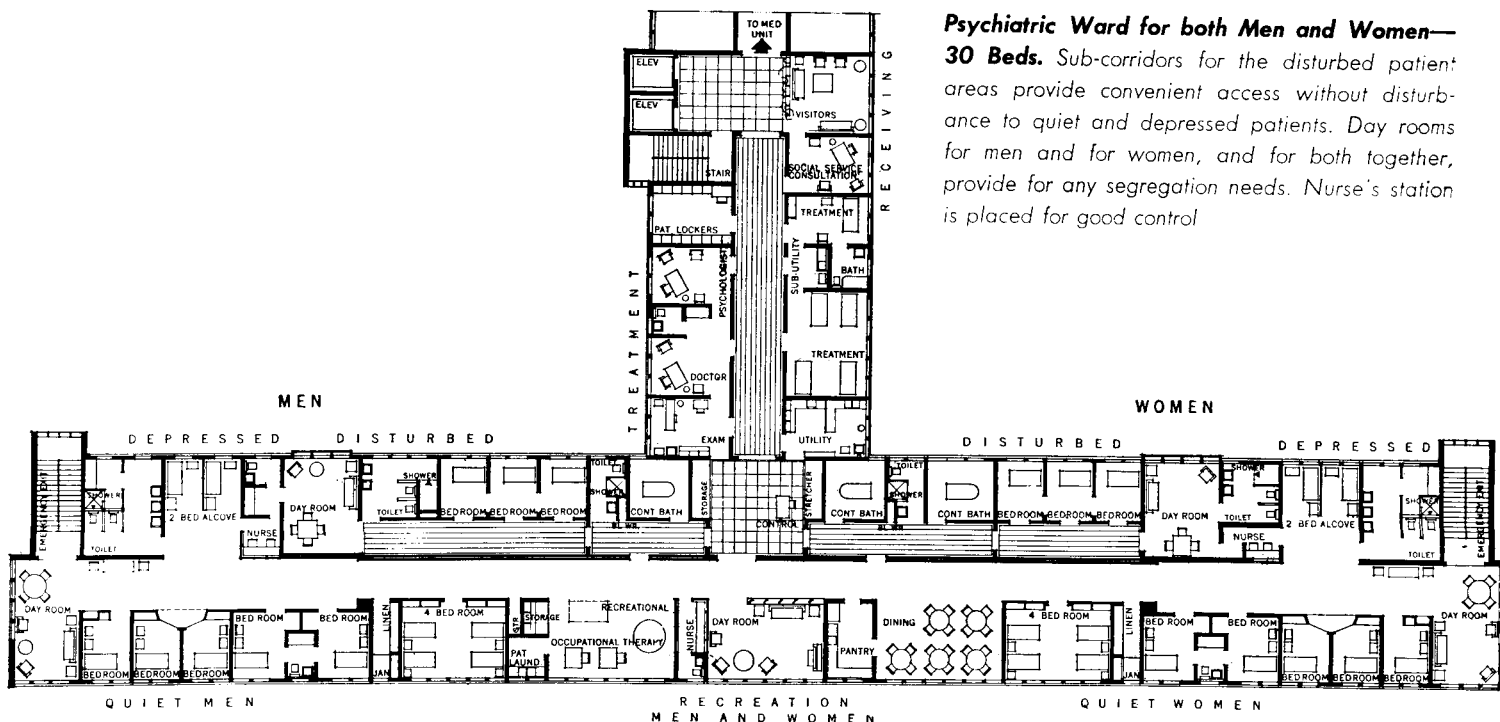 Psychiatric Ward for both Men and Women—
30 Beds. Sub-corridors for the disturbed patient
areas provide convenient access without disturb-
ance to quiet and depressed patients. Day rooms
for men and for women, and for both together,
provide for any segregation needs. Nurse's station
is placed for good control
TO MED
UNIT
ELEV
ELEV
VISITORS
RECEIVING
STAIR
SOCIAL SERVICE
CONSULTATION
PAT LOCKERS
TREATMENT
PSYCHOLOGIST
SUB-UTILITY
BATH
TREATMENT
DOCTOR
TREATMENT
EXAM
UTILITY
MEN
WOMEN
DEPRESSED
DISTURBED
DISTURBED
DEPRESSED
EMERGENCY EXIT
SHOWER
TOILET
2 BED ALCOVE
NURSE
DAY ROOM
SHOWER
TOILET
BEDROOM
BEDROOM
BEDROOM
TOILET
SHOWER
BL WR.
CONT BATH
STORAGE
CONTROL
STRETCHER
CONT BATH
TOILET
SHOWER
BL WR
CONT BATH
BEDROOM
BEDROOM
BEDROOM
DAY ROOM
SHOWER
TOILET
NURSE
2 BED ALCOVE
SHOWER
TOILET
EMERGENCY EXIT
DAY ROOM
BEDROOM
BEDROOM
BEDROOM
BED ROOM
BED ROOM
LINEN
JAN
4 BED ROOM
STR
STORAGE
PAT
LAUND
RECREATIONAL
OCCUPATIONAL THERAPY
NURSE
DAY ROOM
PANTRY
DINING
4 BED ROOM
LINEN
JAN
BED ROOM
BED ROOM
BEDROOM
BEDROOM
BEDROOM
DAY ROOM
QUIET MEN
RECREATION
MEN AND WOMEN
QUIET WOMEN